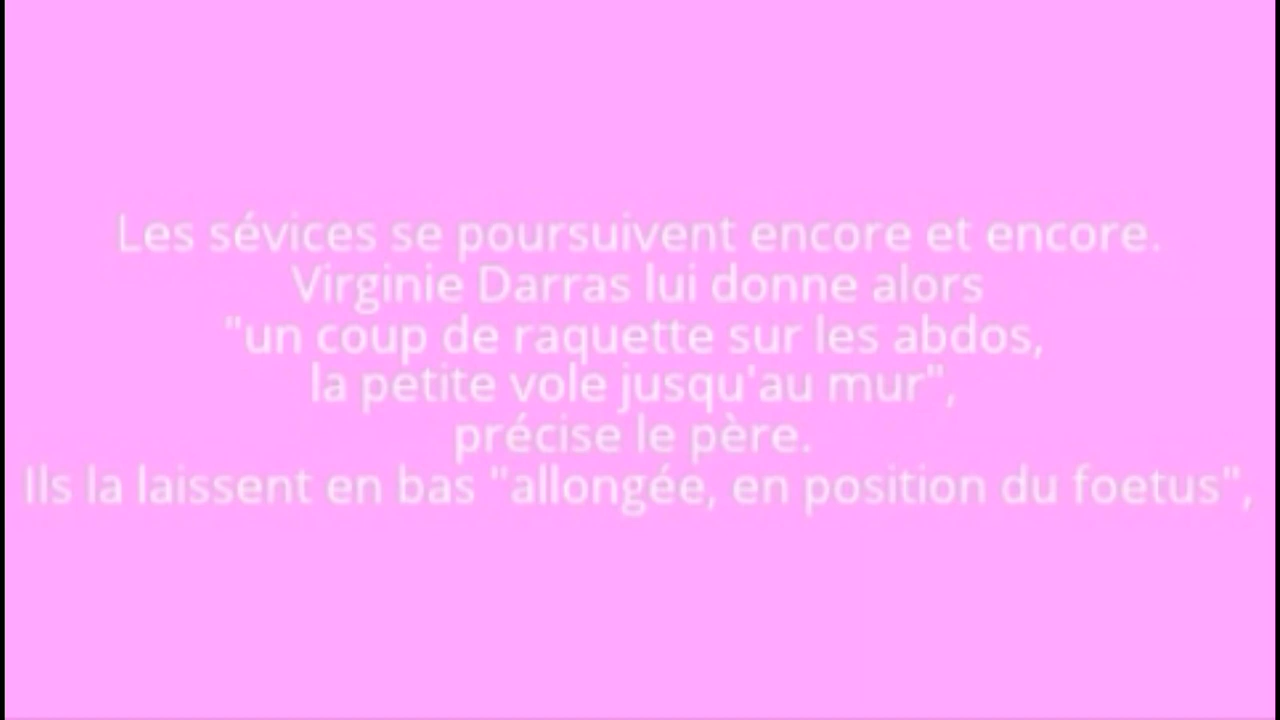 Les sévices se poursuivent encore et encore.
Virginie Darras lui donne alors
"un coup de raquette sur les abdos,
la petite vole jusqu'au mur",
précise le père.
Ils la laissent en bas "allongée, en position du foetus",